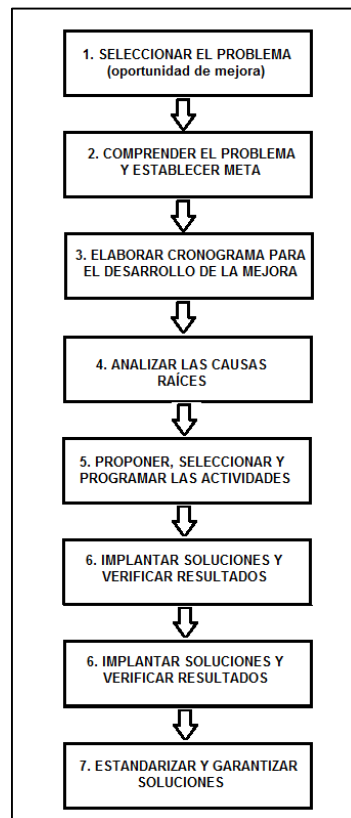 1. SELECCIONAR EL PROBLEMA
(oportunidad de mejora)
2. COMPRENDER EL PROBLEMA
Y ESTABLECER META
3. ELABORAR CRONOGRAMA PARA
EL DESARROLLO DE LA MEJORA
4. ANALIZAR LAS CAUSAS
RAÍCES
5. PROPONER, SELECCIONAR Y
PROGRAMAR LAS ACTIVIDADES
6. IMPLANTAR SOLUCIONES Y
VERIFICAR RESULTADOS
6. IMPLANTAR SOLUCIONES Y
VERIFICAR RESULTADOS
7. ESTANDARIZAR Y GARANTIZAR
SOLUCIONES